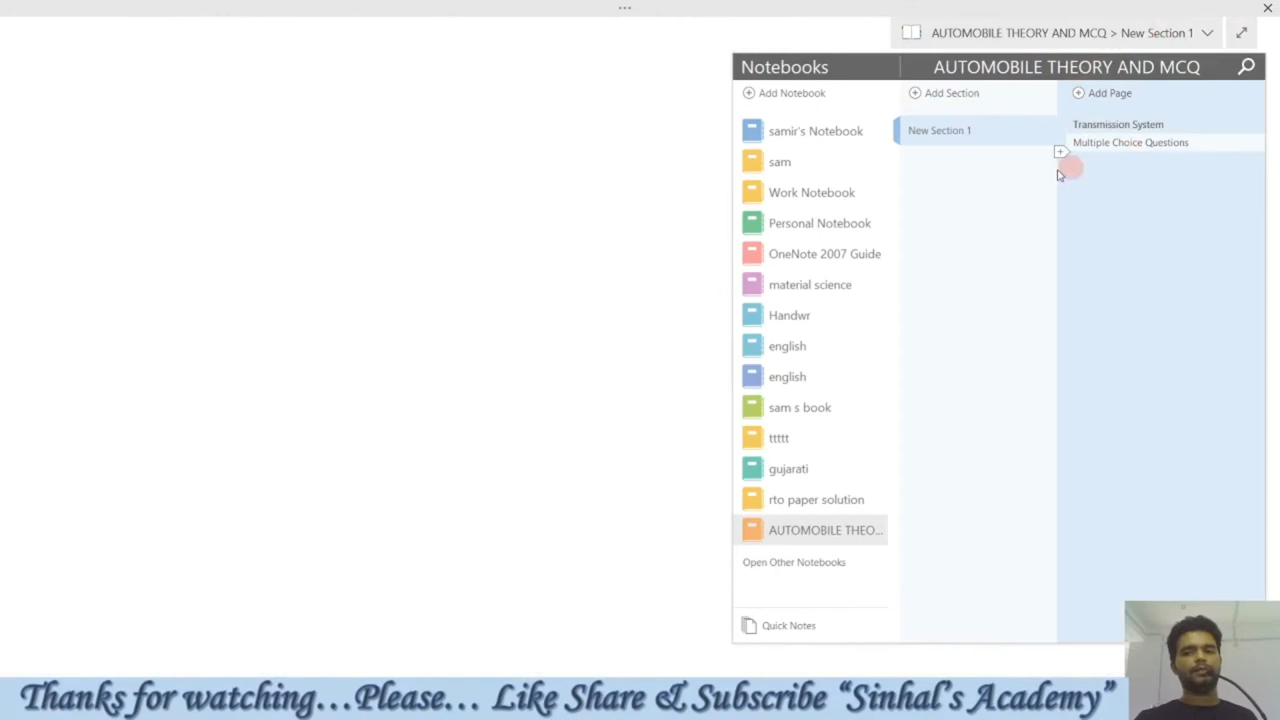 AUTOMOBILE THEORY AND MCQ > New Section 1
Notebooks
AUTOMOBILE THEORY AND MCQ
Add Notebook
Add Section
Add Page
samir's Notebook
sam
Work Notebook
Personal Notebook
OneNote 2007 Guide
material science
Handwr
english
english
sam s book
ttttt
gujarati
rto paper solution
AUTOMOBILE THEO...
Open Other Notebooks
Quick Notes
New Section 1
Transmission System
Multiple Choice Questions
Thanks for watching...Please... Like Share & Subscribe "Sinhal's Academy"